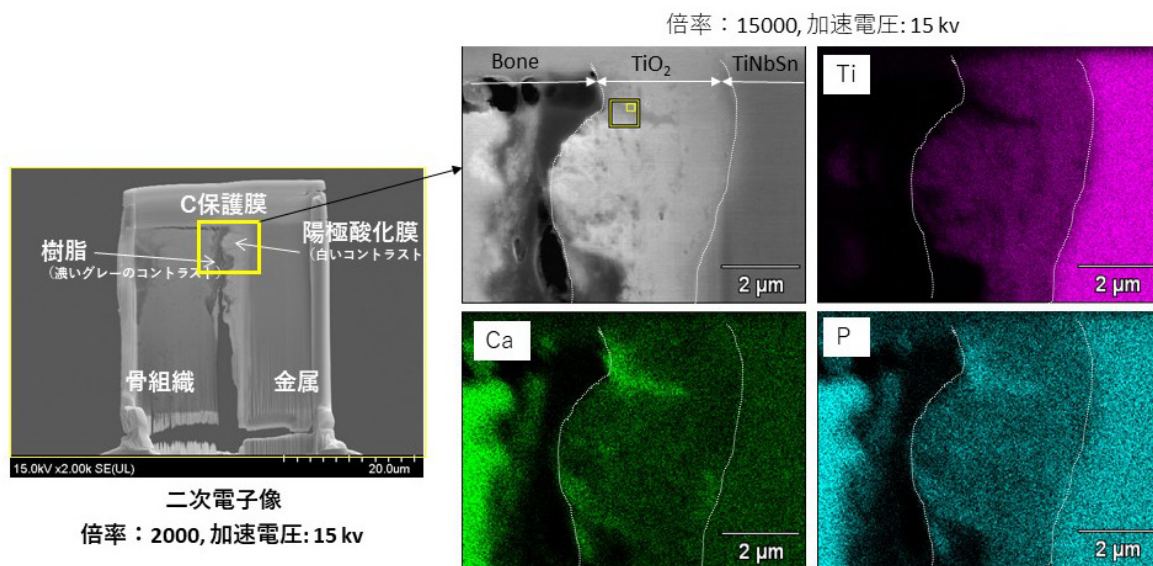 倍率：15000, 加速電圧: 15 kv
Bone TiO₂ TiNbSn
2 μm
Ti
2 μm
C保護膜
樹脂
（濃いグレーのコントラスト）
陽極酸化膜
（白いコントラスト
骨組織
金属
15.0kV x2.00k SE(UL) 20.0um
二次電子像
倍率：2000, 加速電圧: 15 kv
Ca
2 μm
P
2 μm